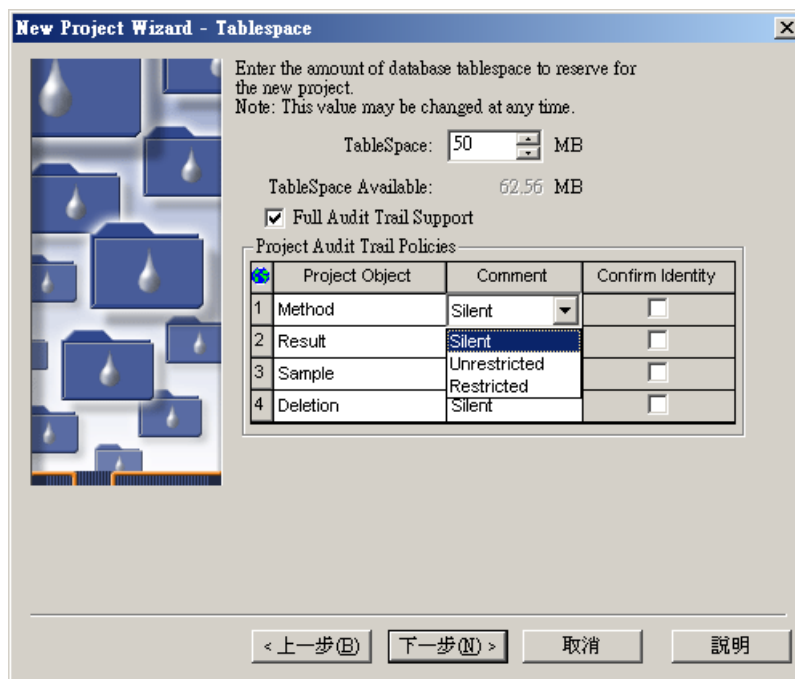 New Project Wizard - Tablespace
Enter the amount of database tablespace to reserve for
the new project.
Note: This value may be changed at any time.
TableSpace: 50 MB
TableSpace Available: 62.56 MB
Full Audit Trail Support
Project Audit Trail Policies
Project Object Comment Confirm Identity
1 Method Silent
2 Result Silent
3 Sample Unrestricted
Restricted
4 Deletion Silent
< 上一步(B) 下一步(N) > 取消 說明